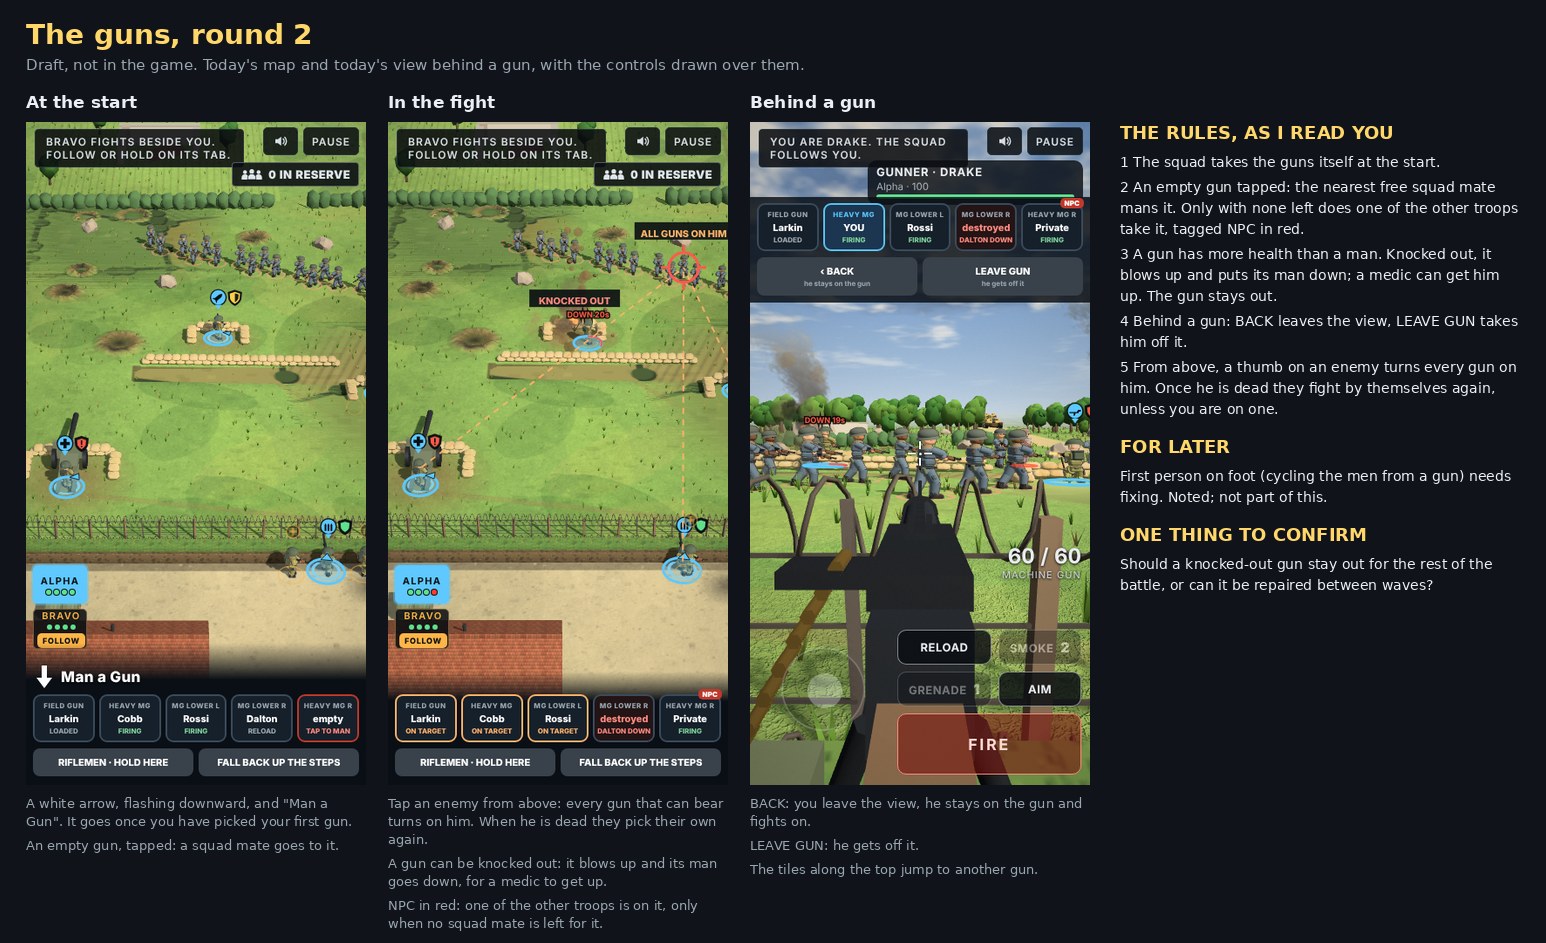 The guns, round 2
Draft, not in the game. Today's map and today's view behind a gun, with the controls drawn over them.
At the start
BRAVO FIGHTS BESIDE YOU.
FOLLOW OR HOLD ON ITS TAB.
PAUSE
0 IN RESERVE
ALPHA
BRAVO
FOLLOW
Man a Gun
FIELD GUN
Larkin
LOADED
HEAVY MG
Cobb
FIRING
MG LOWER L
Rossi
FIRING
MG LOWER R
Dalton
RELOAD
HEAVY MG R
empty
TAP TO MAN
RIFLEMEN · HOLD HERE
FALL BACK UP THE STEPS
A white arrow, flashing downward, and "Man a
Gun". It goes once you have picked your first gun.
An empty gun, tapped: a squad mate goes to it.
In the fight
BRAVO FIGHTS BESIDE YOU.
FOLLOW OR HOLD ON ITS TAB.
PAUSE
0 IN RESERVE
ALL GUNS ON HIM
KNOCKED OUT
DOWN 20s
ALPHA
BRAVO
FOLLOW
NPC
FIELD GUN
Larkin
ON TARGET
HEAVY MG
Cobb
ON TARGET
MG LOWER L
Rossi
ON TARGET
MG LOWER R
destroyed
DALTON DOWN
HEAVY MG R
Private
FIRING
RIFLEMEN · HOLD HERE
FALL BACK UP THE STEPS
Tap an enemy from above: every gun that can bear
turns on him. When he is dead they pick their own
again.
A gun can be knocked out: it blows up and its man
goes down, for a medic to get up.
NPC in red: one of the other troops is on it, only
when no squad mate is left for it.
Behind a gun
YOU ARE DRAKE. THE SQUAD
FOLLOWS YOU.
PAUSE
GUNNER · DRAKE
Alpha · 100
NPC
FIELD GUN
Larkin
LOADED
HEAVY MG
YOU
FIRING
MG LOWER L
Rossi
FIRING
MG LOWER R
destroyed
DALTON DOWN
HEAVY MG R
Private
FIRING
‹ BACK
he stays on the gun
LEAVE GUN
he gets off it
DOWN 19s
60 / 60
MACHINE GUN
RELOAD
SMOKE 2
GRENADE 1
AIM
FIRE
BACK: you leave the view, he stays on the gun and
fights on.
LEAVE GUN: he gets off it.
The tiles along the top jump to another gun.
THE RULES, AS I READ YOU
1 The squad takes the guns itself at the start.
2 An empty gun tapped: the nearest free squad mate
mans it. Only with none left does one of the other troops
take it, tagged NPC in red.
3 A gun has more health than a man. Knocked out, it
blows up and puts its man down; a medic can get him
up. The gun stays out.
4 Behind a gun: BACK leaves the view, LEAVE GUN takes
him off it.
5 From above, a thumb on an enemy turns every gun on
him. Once he is dead they fight by themselves again,
unless you are on one.
FOR LATER
First person on foot (cycling the men from a gun) needs
fixing. Noted; not part of this.
ONE THING TO CONFIRM
Should a knocked-out gun stay out for the rest of the
battle, or can it be repaired between waves?